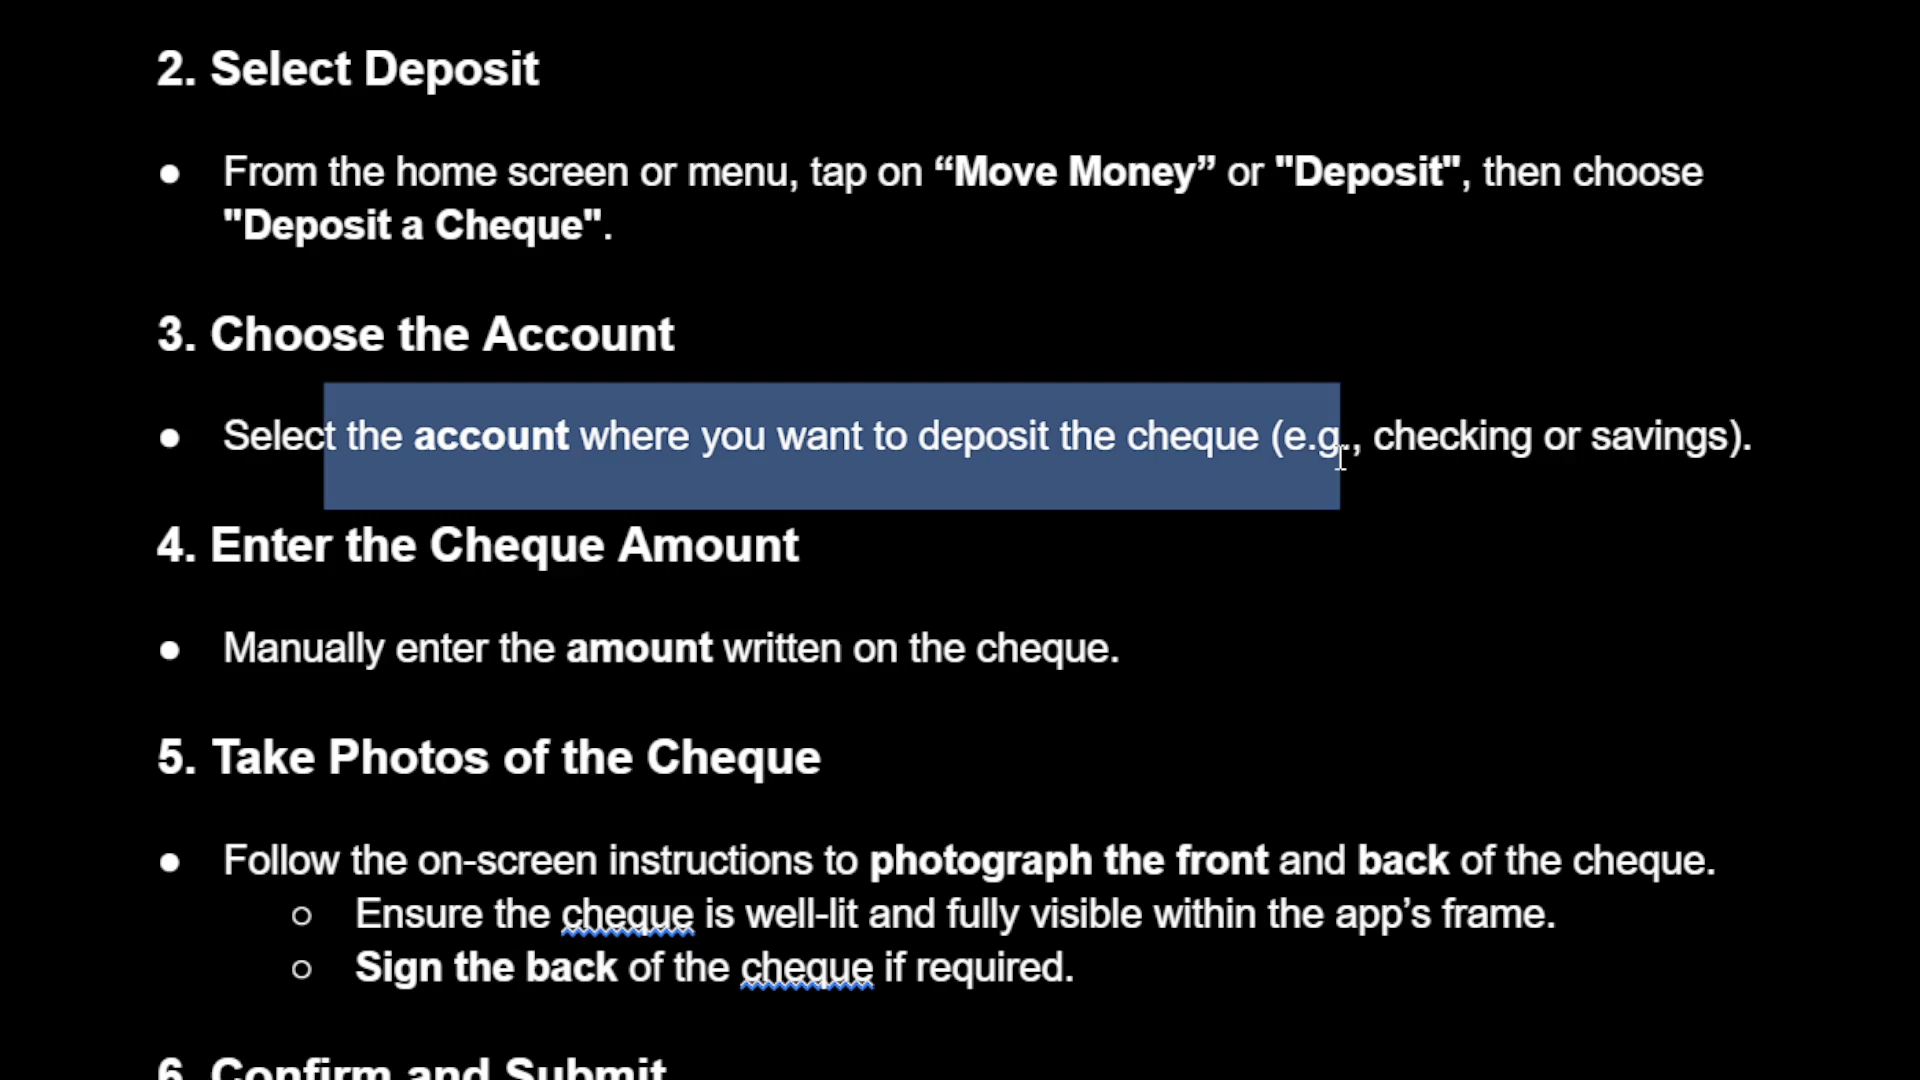 2. Select Deposit
● From the home screen or menu, tap on “Move Money” or "Deposit", then choose
"Deposit a Cheque".
3. Choose the Account
● Select the account where you want to deposit the cheque (e.g., checking or savings).
4. Enter the Cheque Amount
● Manually enter the amount written on the cheque.
5. Take Photos of the Cheque
● Follow the on-screen instructions to photograph the front and back of the cheque.
○ Ensure the cheque is well-lit and fully visible within the app’s frame.
○ Sign the back of the cheque if required.
6. Confirm and Submit